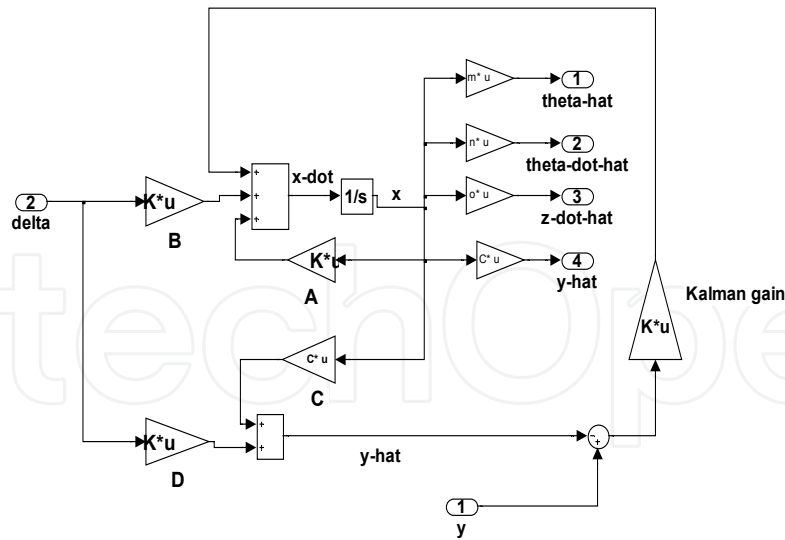 m* u
1
theta-hat
n* u
2
theta-dot-hat
x-dot
+
+
+
1/s
x
o* u
3
z-dot-hat
2
delta
K*u
B
K*u
A
C* u
4
y-hat
Kalman gain
K*u
C* u
C
+
+
K*u
D
y-hat
-
+
1
y
techOpe